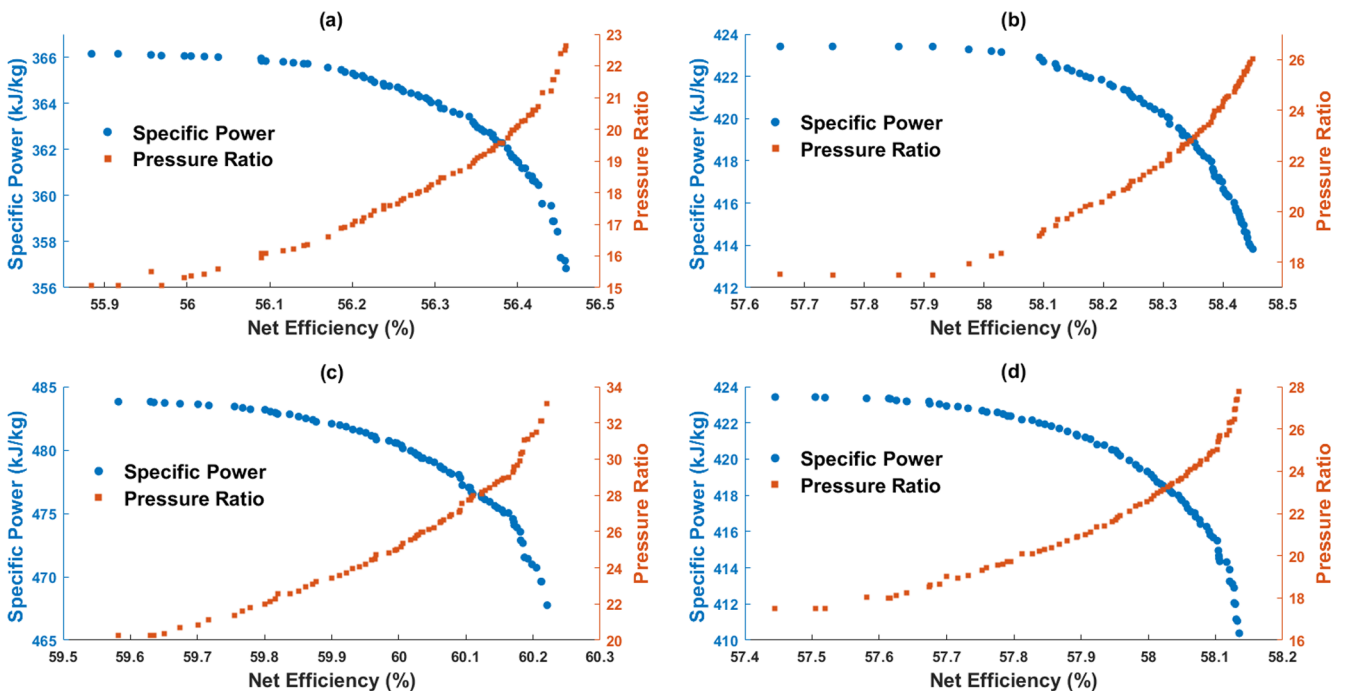 (a)
366
364
362
360
358
356
Specific Power (kJ/kg)
Specific Power
Pressure Ratio
23
22
21
20
19
18
17
16
15
Pressure Ratio
55.9 56 56.1 56.2 56.3 56.4 56.5
Net Efficiency (%)
(b)
424
422
420
418
416
414
412
Specific Power (kJ/kg)
Specific Power
Pressure Ratio
26
24
22
20
18
Pressure Ratio
57.6 57.7 57.8 57.9 58 58.1 58.2 58.3 58.4 58.5
Net Efficiency (%)
(c)
485
480
475
470
465
Specific Power (kJ/kg)
Specific Power
Pressure Ratio
34
32
30
28
26
24
22
20
Pressure Ratio
59.5 59.6 59.7 59.8 59.9 60 60.1 60.2 60.3
Net Efficiency (%)
(d)
424
422
420
418
416
414
412
410
Specific Power (kJ/kg)
Specific Power
Pressure Ratio
28
26
24
22
20
18
16
Pressure Ratio
57.4 57.5 57.6 57.7 57.8 57.9 58 58.1 58.2
Net Efficiency (%)